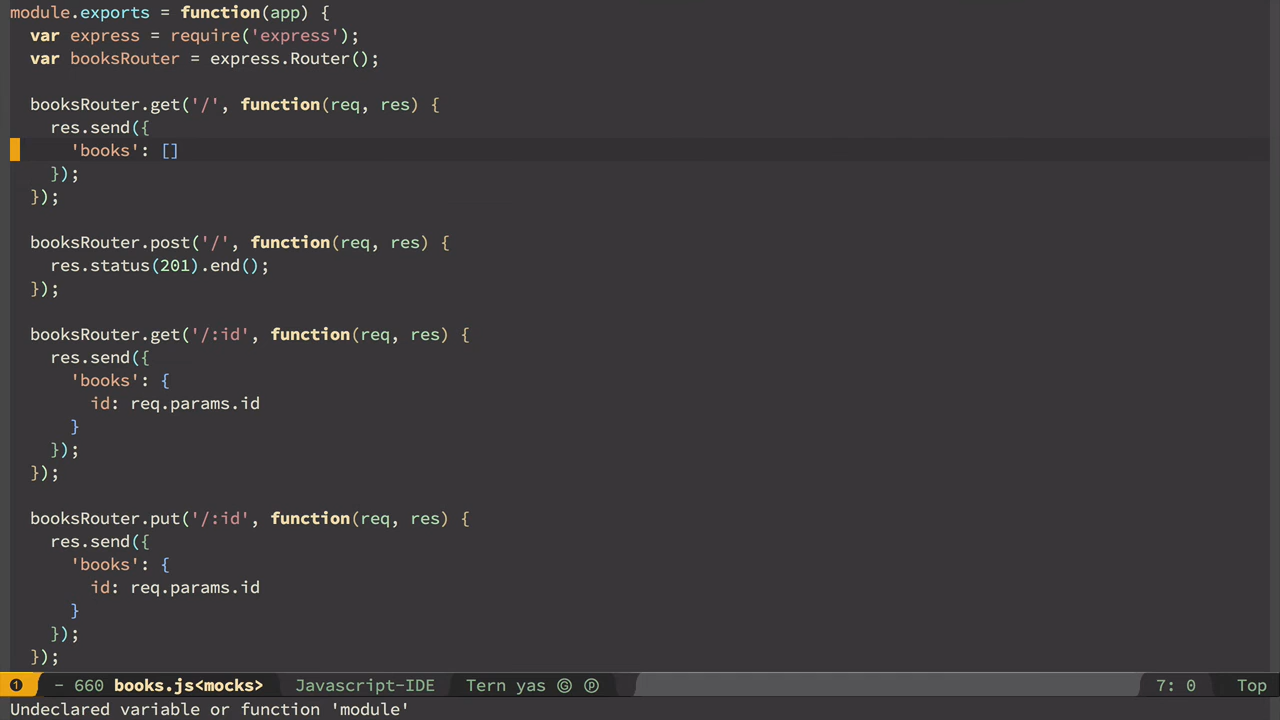 module.exports = function(app) {
  var express = require('express');
  var booksRouter = express.Router();

  booksRouter.get('/', function(req, res) {
    res.send({
      'books': []
    });
  });

  booksRouter.post('/', function(req, res) {
    res.status(201).end();
  });

  booksRouter.get('/:id', function(req, res) {
    res.send({
      'books': {
        id: req.params.id
      }
    });
  });

  booksRouter.put('/:id', function(req, res) {
    res.send({
      'books': {
        id: req.params.id
      }
    });
  });
❶ - 660 books.js<mocks> Javascript-IDE Tern yas Ⓖ ⓟ 7: 0 Top
Undeclared variable or function 'module'